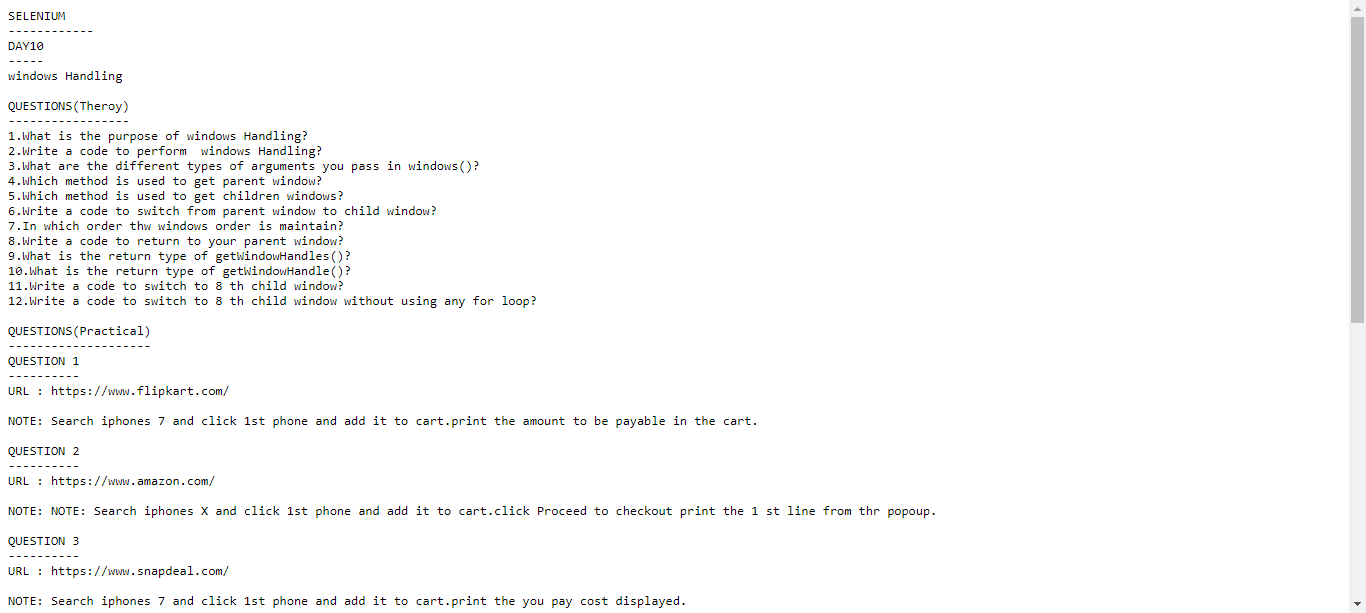 SELENIUM
------------
DAY10
-----
windows Handling
QUESTIONS(Theroy)
-----------------
1.What is the purpose of windows Handling?
2.Write a code to perform  windows Handling?
3.What are the different types of arguments you pass in windows()?
4.Which method is used to get parent window?
5.Which method is used to get children windows?
6.Write a code to switch from parent window to child window?
7.In which order thw windows order is maintain?
8.Write a code to return to your parent window?
9.What is the return type of getWindowHandles()?
10.What is the return type of getWindowHandle()?
11.Write a code to switch to 8 th child window?
12.Write a code to switch to 8 th child window without using any for loop?
QUESTIONS(Practical)
--------------------
QUESTION 1
----------
URL : https://www.flipkart.com/
NOTE: Search iphones 7 and click 1st phone and add it to cart.print the amount to be payable in the cart.
QUESTION 2
----------
URL : https://www.amazon.com/
NOTE: NOTE: Search iphones X and click 1st phone and add it to cart.click Proceed to checkout print the 1 st line from thr popoup.
QUESTION 3
----------
URL : https://www.snapdeal.com/
NOTE: Search iphones 7 and click 1st phone and add it to cart.print the you pay cost displayed.